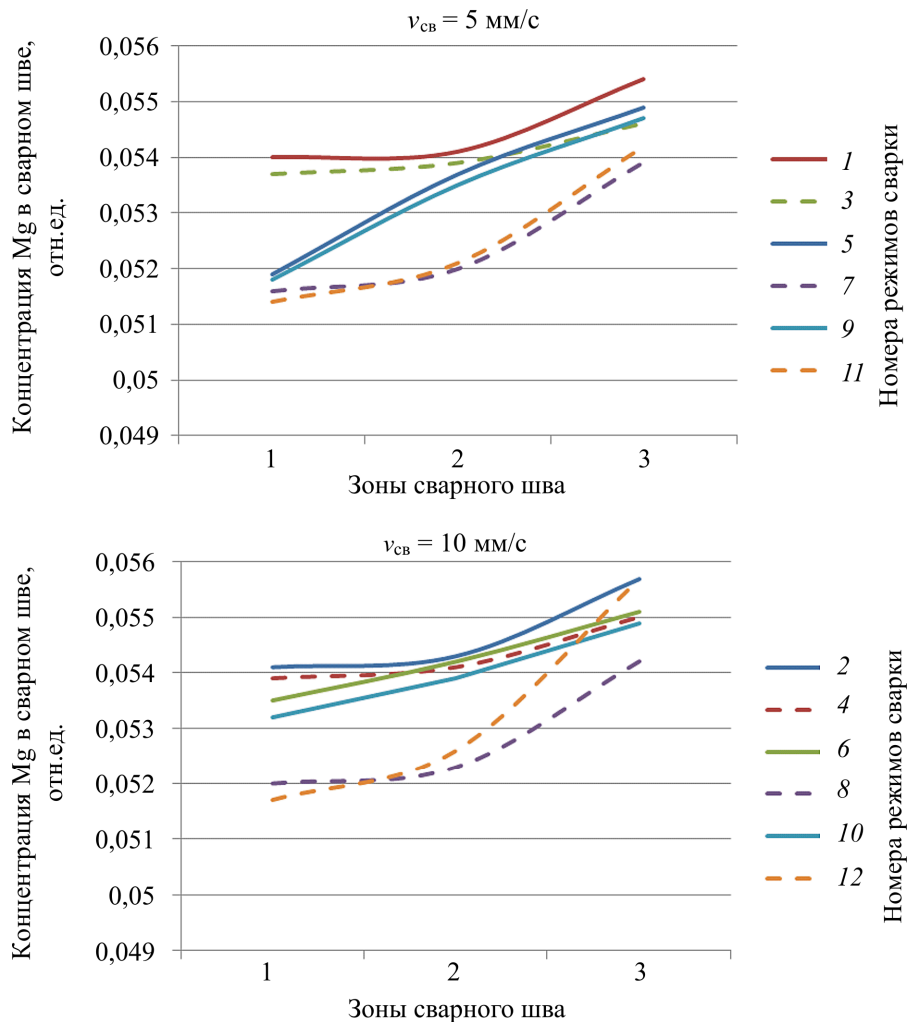 v св = 5 мм/с
Концентрация Mg в сварном шве,
отн.ед.
0,056
0,055
0,054
0,053
0,052
0,051
0,05
0,049
1 2 3
Зоны сварного шва
1
3
5
7
9
11
Номера режимов сварки
v св = 10 мм/с
Концентрация Mg в сварном шве,
отн.ед.
0,056
0,055
0,054
0,053
0,052
0,051
0,05
0,049
1 2 3
Зоны сварного шва
2
4
6
8
10
12
Номера режимов сварки